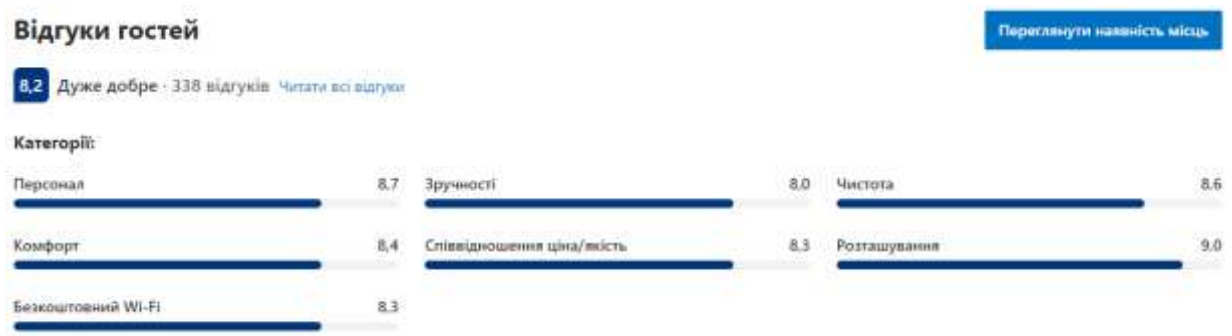 Відгуки гостей
Переглянути наявність місць
8,2 Дуже добре · 338 відгуків Читати всі відгуки
Категорії:
Персонал 8,7 Зручності 8,0 Чистота 8,6
Комфорт 8,4 Співвідношення ціна/якість 8,3 Розташування 9,0
Безкоштовний Wi-Fi 8,3